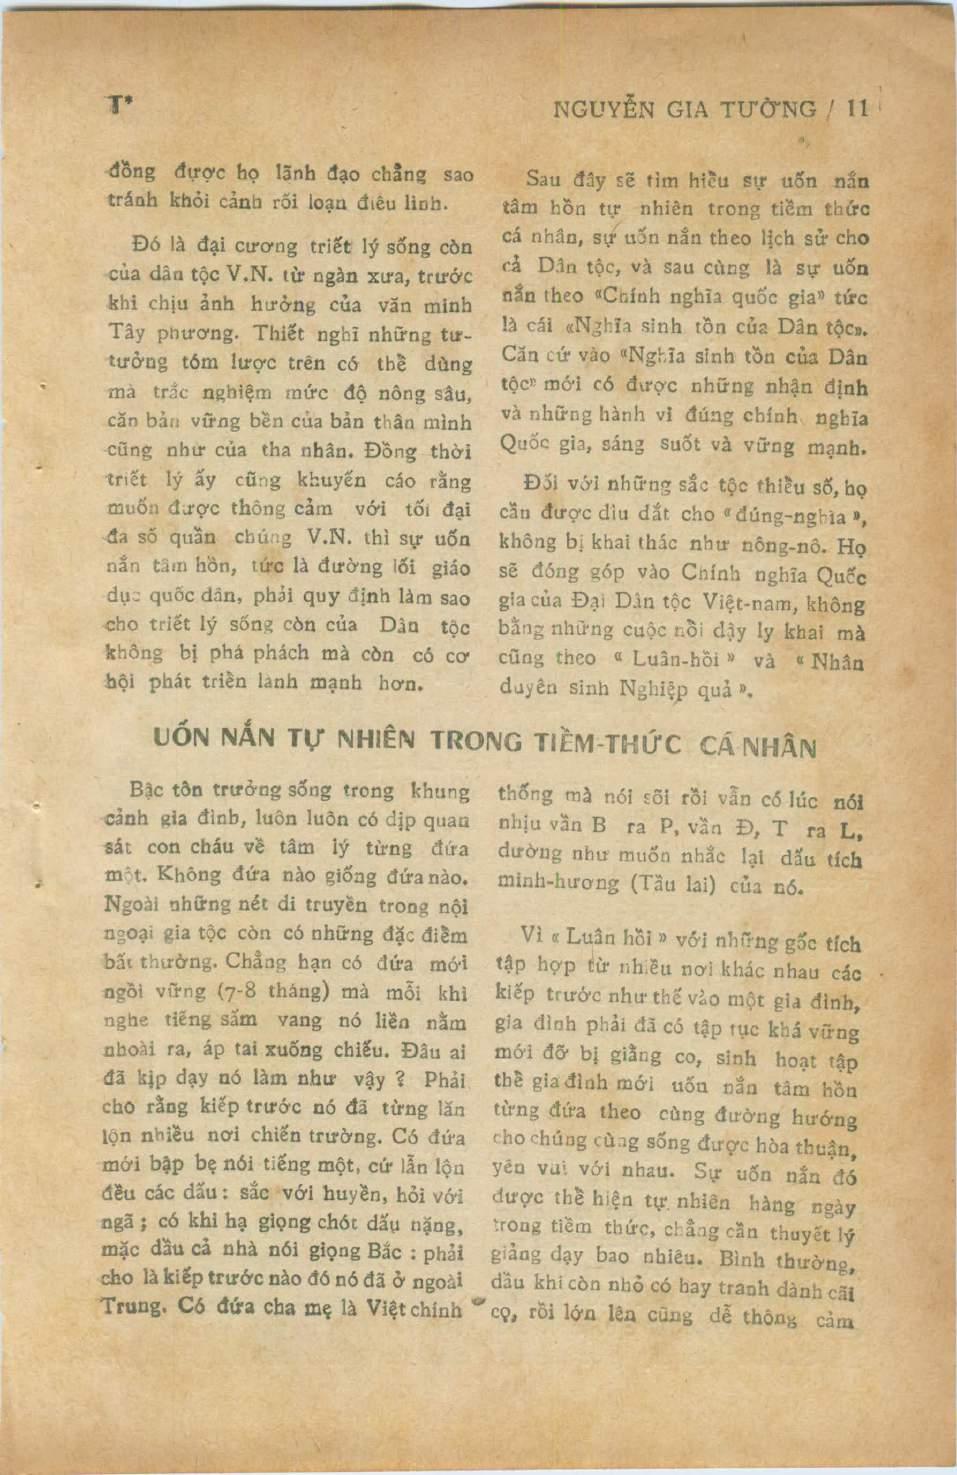 T*
NGUYỄN GIA TƯỜNG / 11
đồng được họ lãnh đạo chẳng sao
tránh khỏi cảnh rối loạn điêu linh.
Đó là đại cương triết lý sống còn
của dân tộc V.N. từ ngàn xưa, trước
khi chịu ảnh hưởng của văn minh
Tây phương. Thiết nghĩ những tư-
tưởng tóm lược trên có thể dùng
mà trắc nghiệm mức độ nông sâu,
căn bản vững bền của bản thân mình
cũng như của tha nhân. Đồng thời
triết lý ấy cũng khuyến cáo rằng
muốn được thông cảm với tối đại
đa số quần chúng V.N. thì sự uốn
nắn tâm hồn, tức là đường lối giáo
dục quốc dân, phải quy định làm sao
cho triết lý sống còn của Dân tộc
không bị phá phách mà còn có cơ
hội phát triển lành mạnh hơn.
Sau đây sẽ tìm hiểu sự uốn nắn
tâm hồn tự nhiên trong tiềm thức
cá nhân, sự uốn nắn theo lịch sử cho
cả Dân tộc, và sau cùng là sự uốn
nắn theo «Chính nghĩa quốc gia» tức
là cái «Nghĩa sinh tồn của Dân tộc».
Căn cứ vào «Nghĩa sinh tồn của Dân
tộc» mới có được những nhận định
và những hành vi đúng chính nghĩa
Quốc gia, sáng suốt và vững mạnh.
Đối với những sắc tộc thiểu số, họ
cần được dìu dắt cho « đúng-nghĩa »,
không bị khai thác như nông-nô. Họ
sẽ đóng góp vào Chính nghĩa Quốc
gia của Đại Dân tộc Việt-nam, không
bằng những cuộc nổi dậy ly khai mà
cũng theo « Luân-hồi » và « Nhân
duyên sinh Nghiệp quả ».
UỐN NẮN TỰ NHIÊN TRONG TIỀM-THỨC CÁ NHÂN
Bậc tôn trưởng sống trong khung
cảnh gia đình, luôn luôn có dịp quan
sát con cháu về tâm lý từng đứa
một. Không đứa nào giống đứa nào.
Ngoài những nét di truyền trong nội
ngoại gia tộc còn có những đặc điểm
bất thường. Chẳng hạn có đứa mới
ngồi vững (7-8 tháng) mà mỗi khi
nghe tiếng sấm vang nó liền nằm
nhoài ra, áp tai xuống chiếu. Đâu ai
đã kịp dạy nó làm như vậy ? Phải
cho rằng kiếp trước nó đã từng lăn
lộn nhiều nơi chiến trường. Có đứa
mới bập bẹ nói tiếng một, cứ lẫn lộn
đều các dấu : sắc với huyền, hỏi với
ngã ; có khi hạ giọng chót dấu nặng,
mặc dầu cả nhà nói giọng Bắc : phải
cho là kiếp trước nào đó nó đã ở ngoài
Trung. Có đứa cha mẹ là Việt chính
thống mà nói sõi rồi vẫn có lúc nói
nhịu vần B ra P, vần Đ, T ra L,
dường như muốn nhắc lại dấu tích
minh-hương (Tầu lai) của nó.
Vì « Luân hồi » với những gốc tích
tập hợp từ nhiều nơi khác nhau các
kiếp trước như thế vào một gia đình,
gia đình phải đã có tập tục khá vững
mới đỡ bị giằng co, sinh hoạt tập
thể gia đình mới uốn nắn tâm hồn
từng đứa theo cùng đường hướng
cho chúng cùng sống được hòa thuận,
yên vui với nhau. Sự uốn nắn đó
được thể hiện tự nhiên hàng ngày
trong tiềm thức, chẳng cần thuyết lý
giảng dạy bao nhiêu. Bình thường,
dầu khi còn nhỏ có hay tranh dành cãi
cọ, rồi lớn lên cũng dễ thông cảm